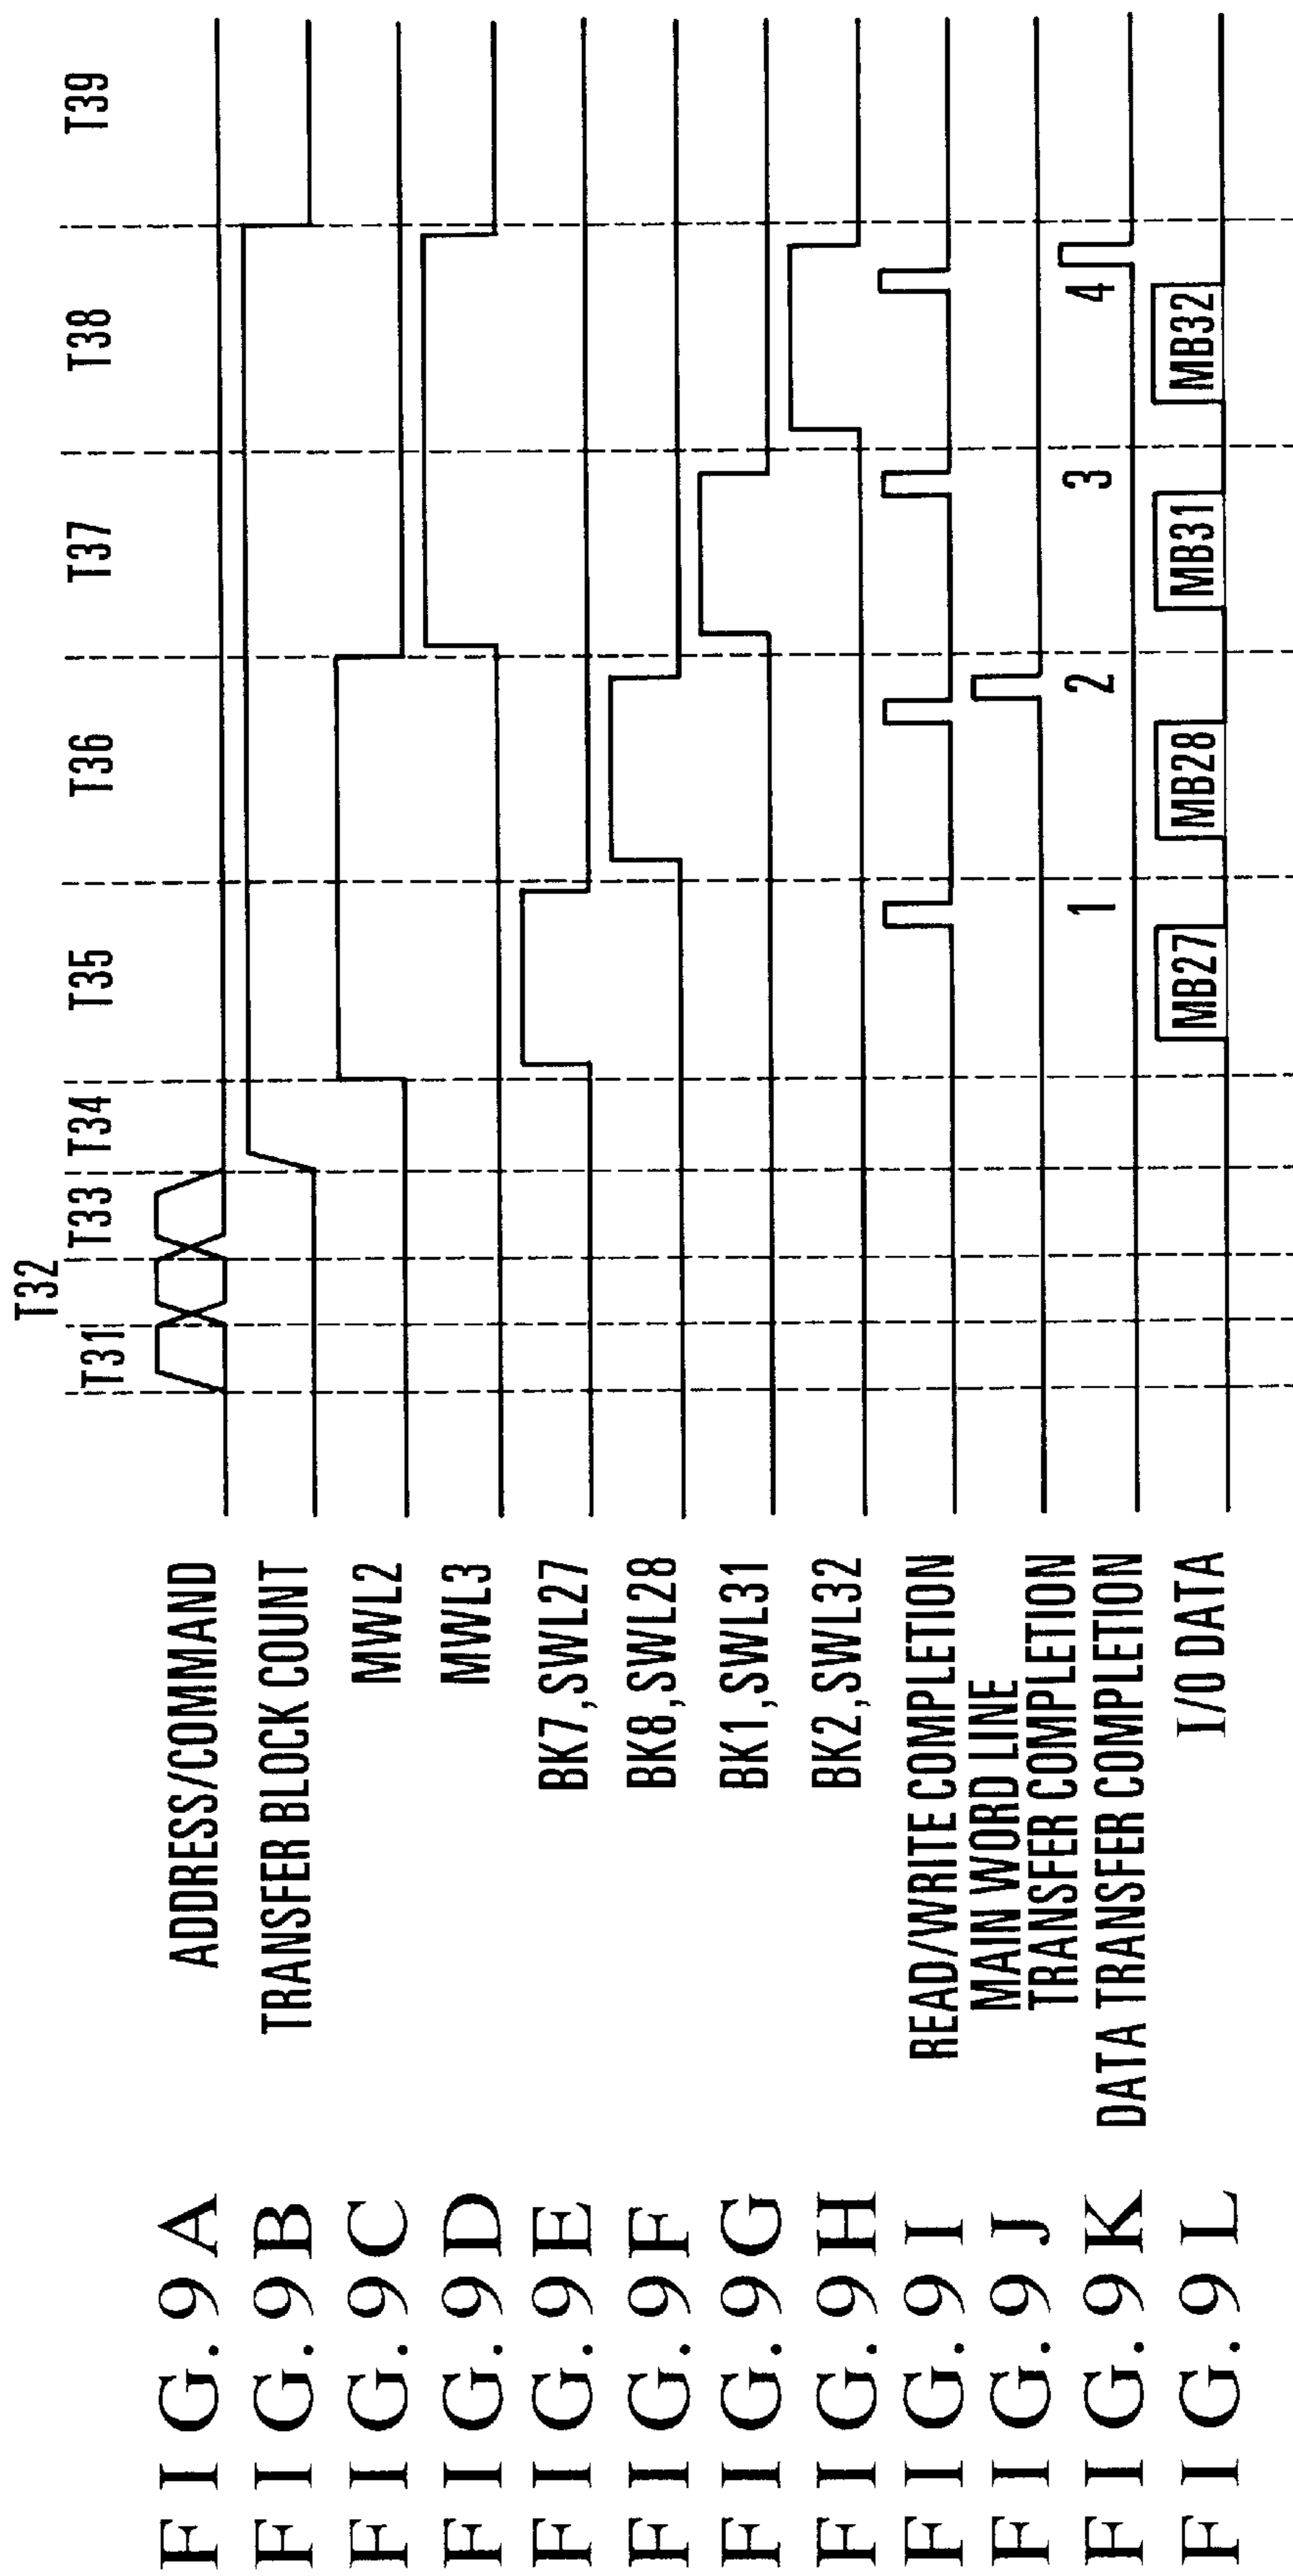 T32
T31 T33 T34 T35 T36 T37 T38 T39
FIG.9A ADDRESS/COMMAND
FIG.9B TRANSFER BLOCK COUNT
FIG.9C MWL2
FIG.9D MWL3
FIG.9E BK7,SWL27
FIG.9F BK8,SWL28
FIG.9G BK1,SWL31
FIG.9H BK2,SWL32
FIG.9I READ/WRITE COMPLETION
FIG.9J MAIN WORD LINE
TRANSFER COMPLETION
1 2 3 4
FIG.9K DATA TRANSFER COMPLETION
FIG.9L I/O DATA MB27 MB28 MB31 MB32